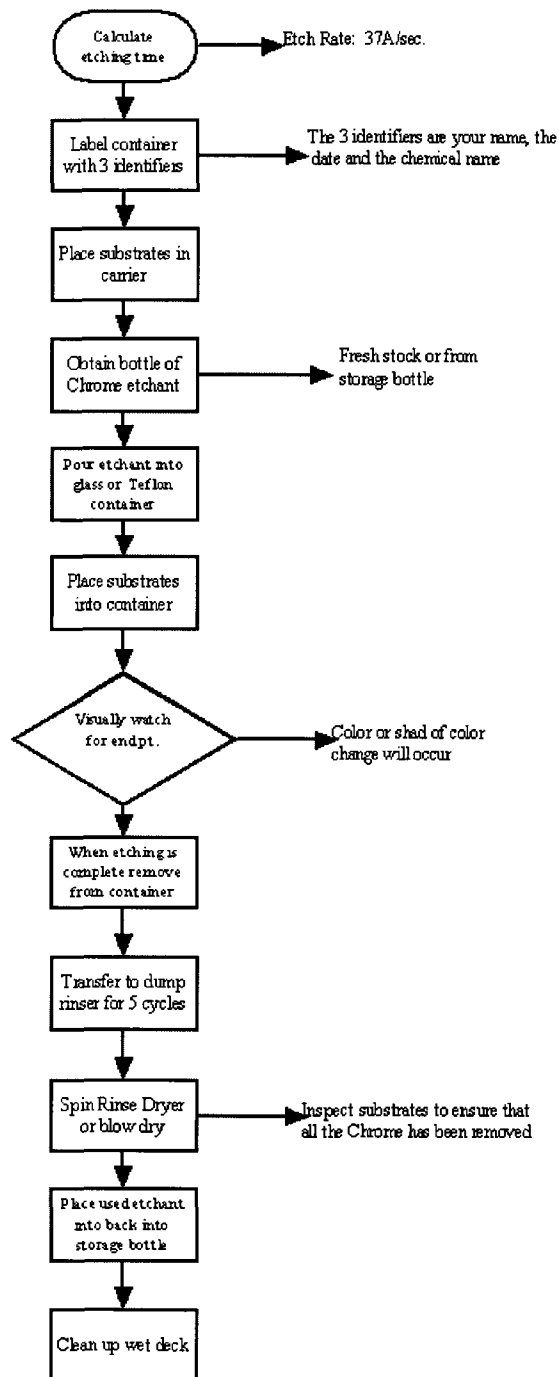 Calculate
etching time
Etch Rate: 37A/sec.
Label container
with 3 identifiers
The 3 identifiers are your name, the
date and the chemical name
Place substrates in
carrier
Obtain bottle of
Chrome etchant
Fresh stock or from
storage bottle
Pour etchant into
glass or Teflon
container
Place substrates
into container
Visually watch
for endpt.
Color or shad of color
change will occur
When etching is
complete remove
from container
Transfer to dump
rinser for 5 cycles
Spin Rinse Dryer
or blow dry
Inspect substrates to ensure that
all the Chrome has been removed
Place used etchant
into back into
storage bottle
Clean up wet deck